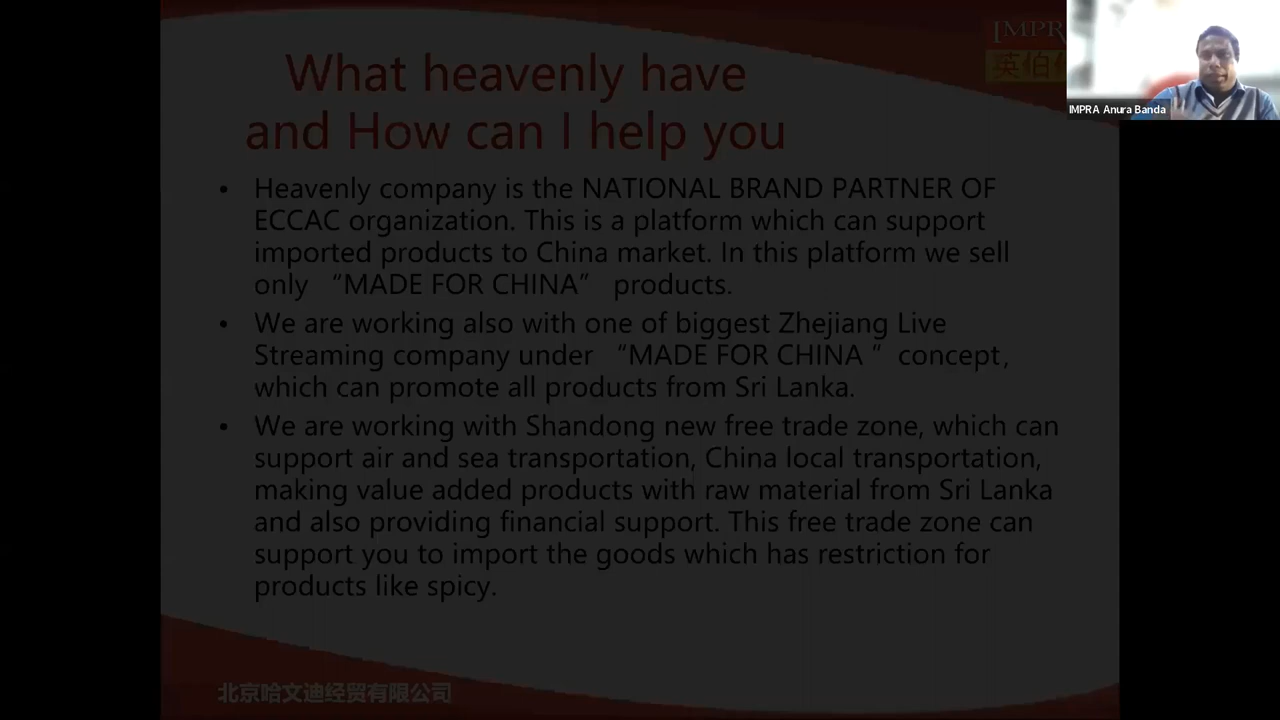 What heavenly have
and How can I help you
IMPR
英伯
IMPRA Anura Banda
• Heavenly company is the NATIONAL BRAND PARTNER OF
ECCAC organization. This is a platform which can support
imported products to China market. In this platform we sell
only “MADE FOR CHINA” products.
• We are working also with one of biggest Zhejiang Live
Streaming company under “MADE FOR CHINA “ concept,
which can promote all products from Sri Lanka.
• We are working with Shandong new free trade zone, which can
support air and sea transportation, China local transportation,
making value added products with raw material from Sri Lanka
and also providing financial support. This free trade zone can
support you to import the goods which has restriction for
products like spicy.
北京哈文迪经贸有限公司